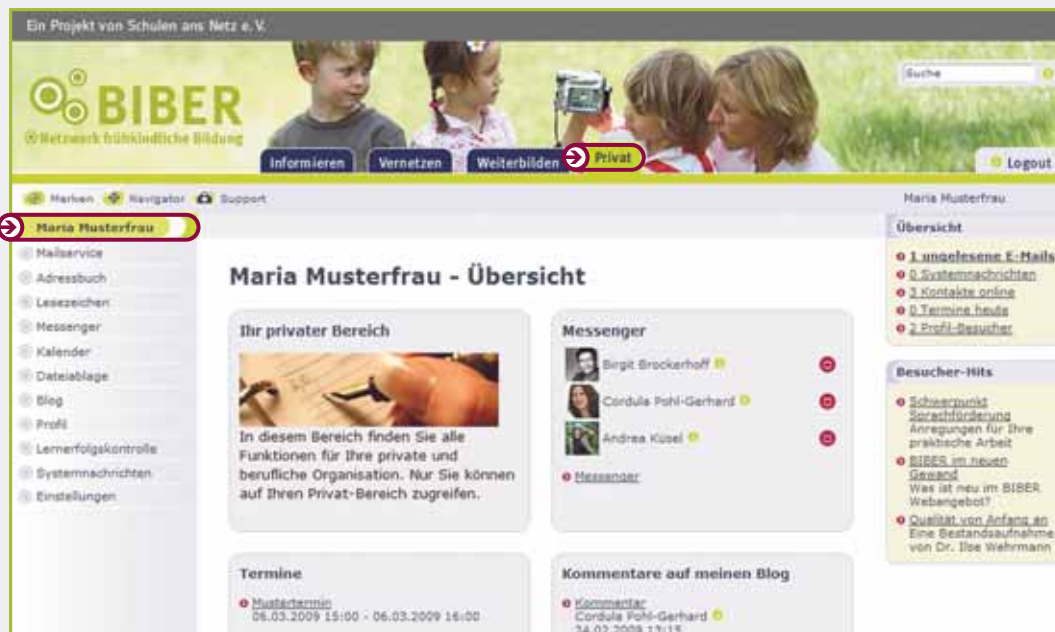 Ein Projekt von Schulen ans Netz e.V.
BIBER
Netzwerk frühkindliche Bildung
Suche
Informieren
Vernetzen
Weiterbilden
Privat
Logout
Merken
Navigator
Support
Maria Musterfrau
Maria Musterfrau
Mailservice
Adressbuch
Lesezeichen
Messenger
Kalender
Dateiablage
Blog
Profil
Lernerfolgskontrolle
Systemnachrichten
Einstellungen
Maria Musterfrau - Übersicht
Ihr privater Bereich
In diesem Bereich finden Sie alle
Funktionen für Ihre private und
berufliche Organisation. Nur Sie können
auf Ihren Privat-Bereich zugreifen.
Messenger
Birgit Brockerhoff
Cordula Pohl-Gerhard
Andrea Küsel
Messenger
Termine
Mustertermin
06.03.2009 15:00 - 06.03.2009 16:00
Kommentare auf meinen Blog
Kommentar
Cordula Pohl-Gerhard
24.02.2009 13:15
Übersicht
1 ungelesene E-Mails
0 Systemnachrichten
3 Kontakte online
0 Termine heute
2 Profil-Besucher
Besucher-Hits
Schwerpunkt
Sprachförderung
Anregungen für Ihre
praktische Arbeit
BIBER im neuen
Gewand
Was ist neu im BIBER
Webangebot?
Qualität von Anfang an
Eine Bestandsaufnahme
von Dr. Ilse Wehrmann